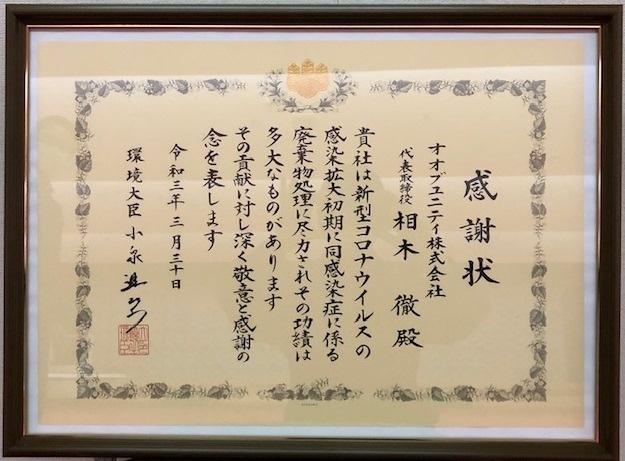 感謝状
オオブユニティ株式会社
代表取締役 相木 徹 殿
貴社は新型コロナウイルスの
感染拡大初期に同感染症に係る
廃棄物処理に尽力されその功績は
多大なものがあります
その貢献に対し深く敬意と感謝の
念を表します
令和三年三月三十日
環境大臣 小泉進次郎